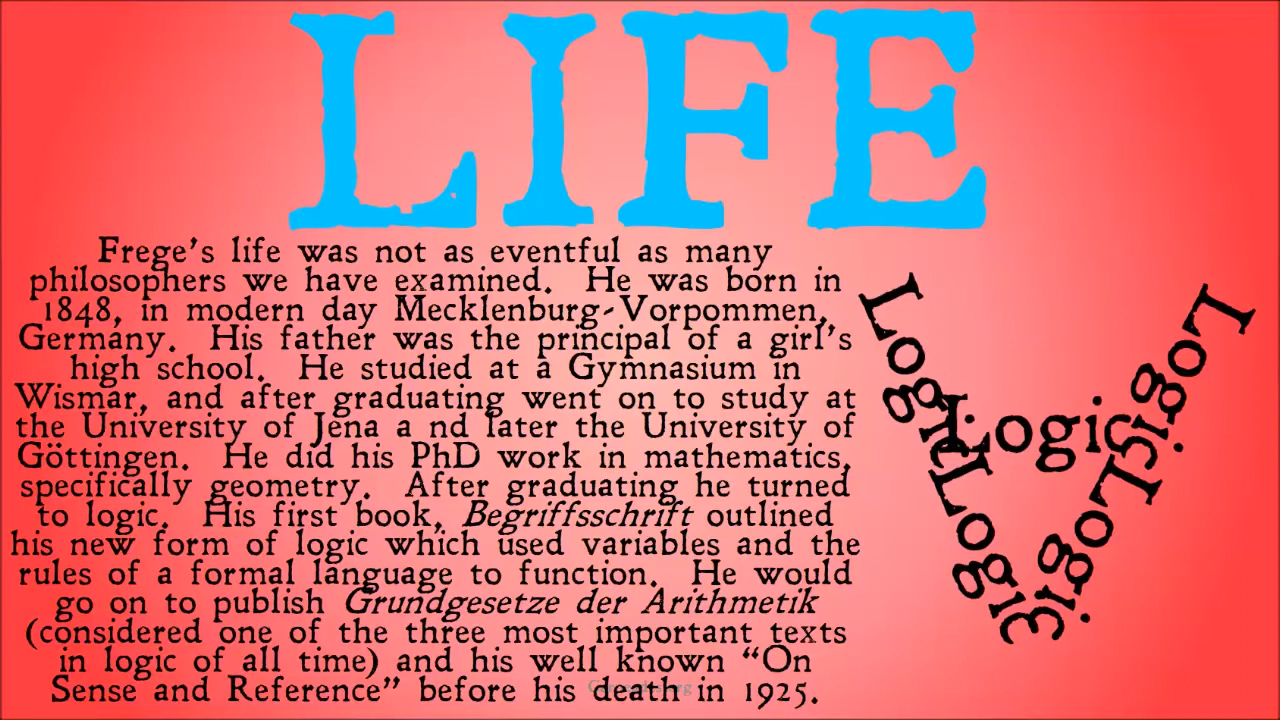 LIFE
Frege's life was not as eventful as many
philosophers we have examined. He was born in
1848, in modern day Mecklenburg-Vorpommen,
Germany. His father was the principal of a girl's
high school. He studied at a Gymnasium in
Wismar, and after graduating went on to study at
the University of Jena a nd later the University of
Göttingen. He did his PhD work in mathematics,
specifically geometry. After graduating he turned
to logic. His first book, Begriffsschrift outlined
his new form of logic which used variables and the
rules of a formal language to function. He would
go on to publish Grundgesetze der Arithmetik
(considered one of the three most important texts
in logic of all time) and his well known “On
Sense and Reference” before his death in 1925.
Logic
Logic
Logic
Logic
Logic